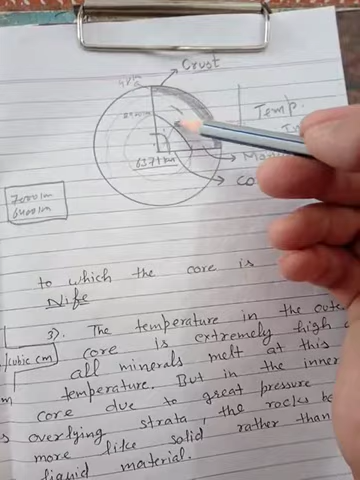 Crust
Temp.
6371 km
to which the core is
Nife
3). The temperature in the oute
core is extremely high
/cubic cm
all minerals melt at this
temperature. But in the inner
core due to great pressure
overlying strata the rocks be
more like solid rather than
liquid material.